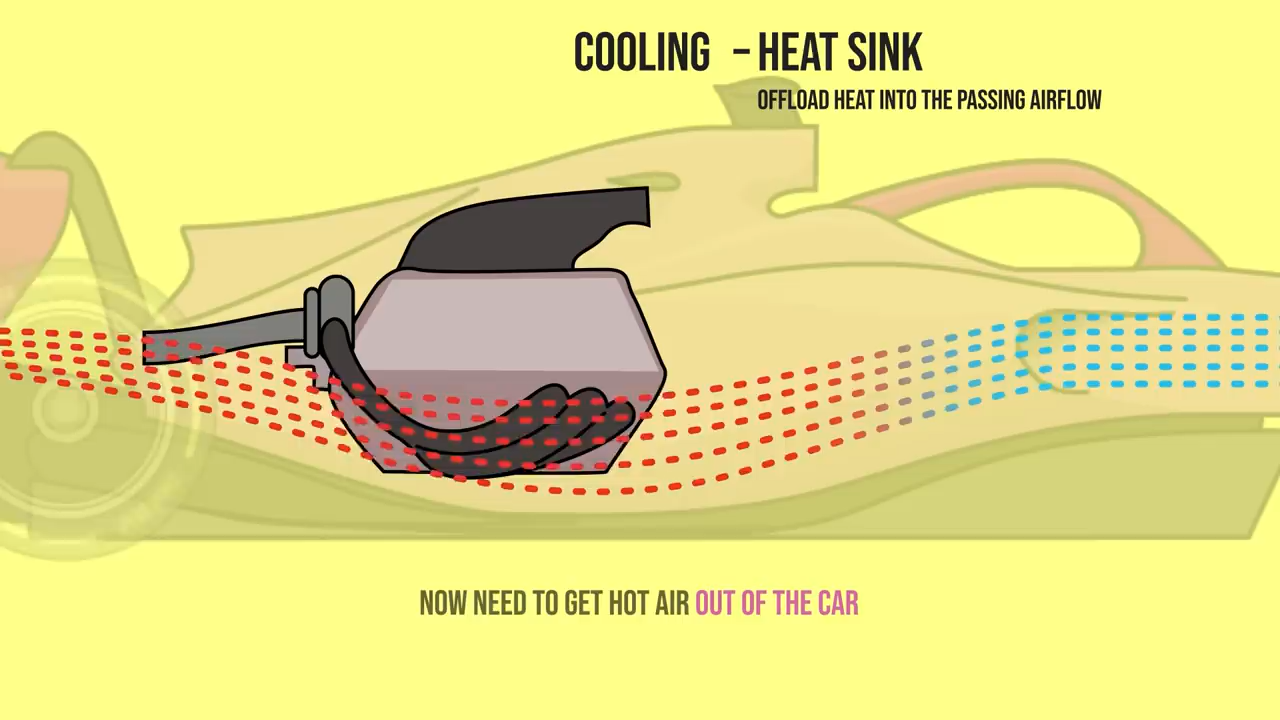 COOLING - HEAT SINK
OFFLOAD HEAT INTO THE PASSING AIRFLOW
NOW NEED TO GET HOT AIR OUT OF THE CAR